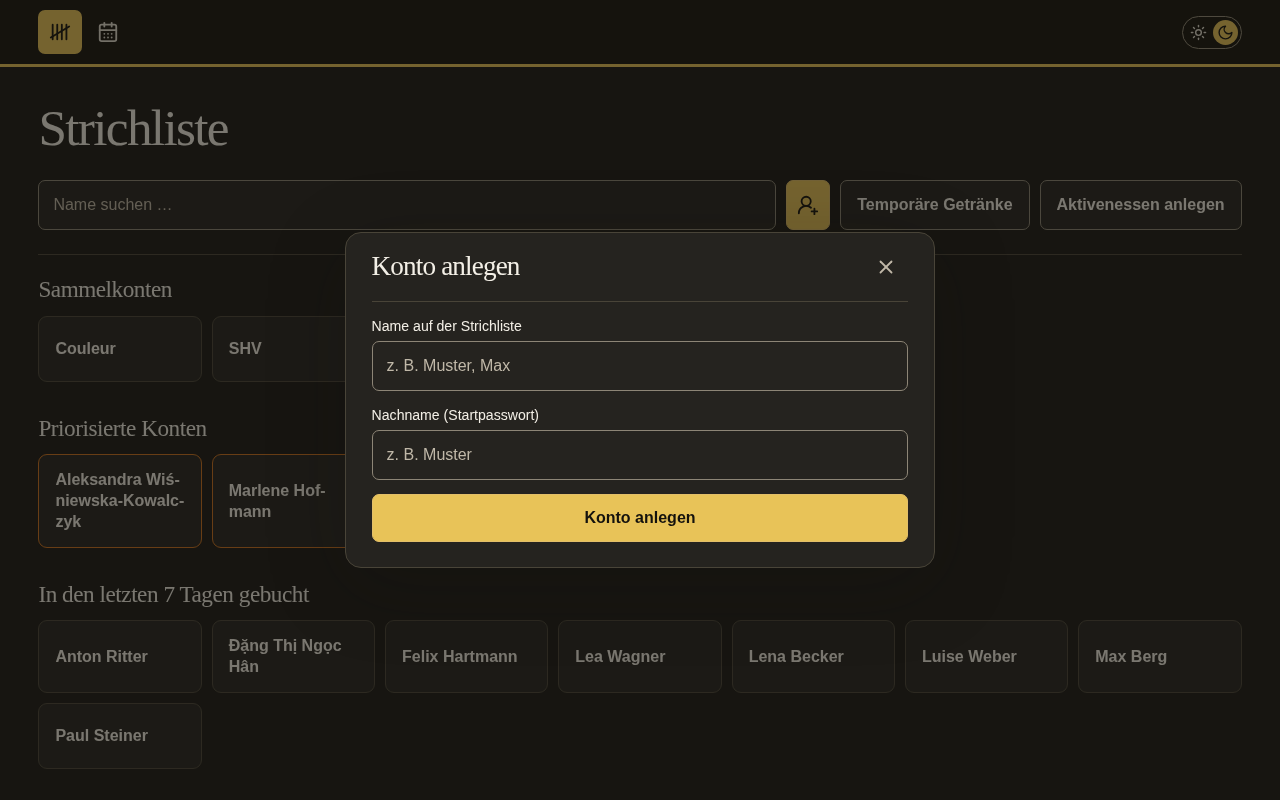 Strichliste
Name suchen …
Temporäre Getränke
Aktivenessen anlegen
Konto anlegen
Name auf der Strichliste
z. B. Muster, Max
Nachname (Startpasswort)
z. B. Muster
Konto anlegen
Sammelkonten
Couleur
SHV
Priorisierte Konten
Aleksandra Wiś-
niewska-Kowalc-
zyk
Marlene Hof-
mann
In den letzten 7 Tagen gebucht
Anton Ritter
Đặng Thị Ngọc
Hân
Felix Hartmann
Lea Wagner
Lena Becker
Luise Weber
Max Berg
Paul Steiner